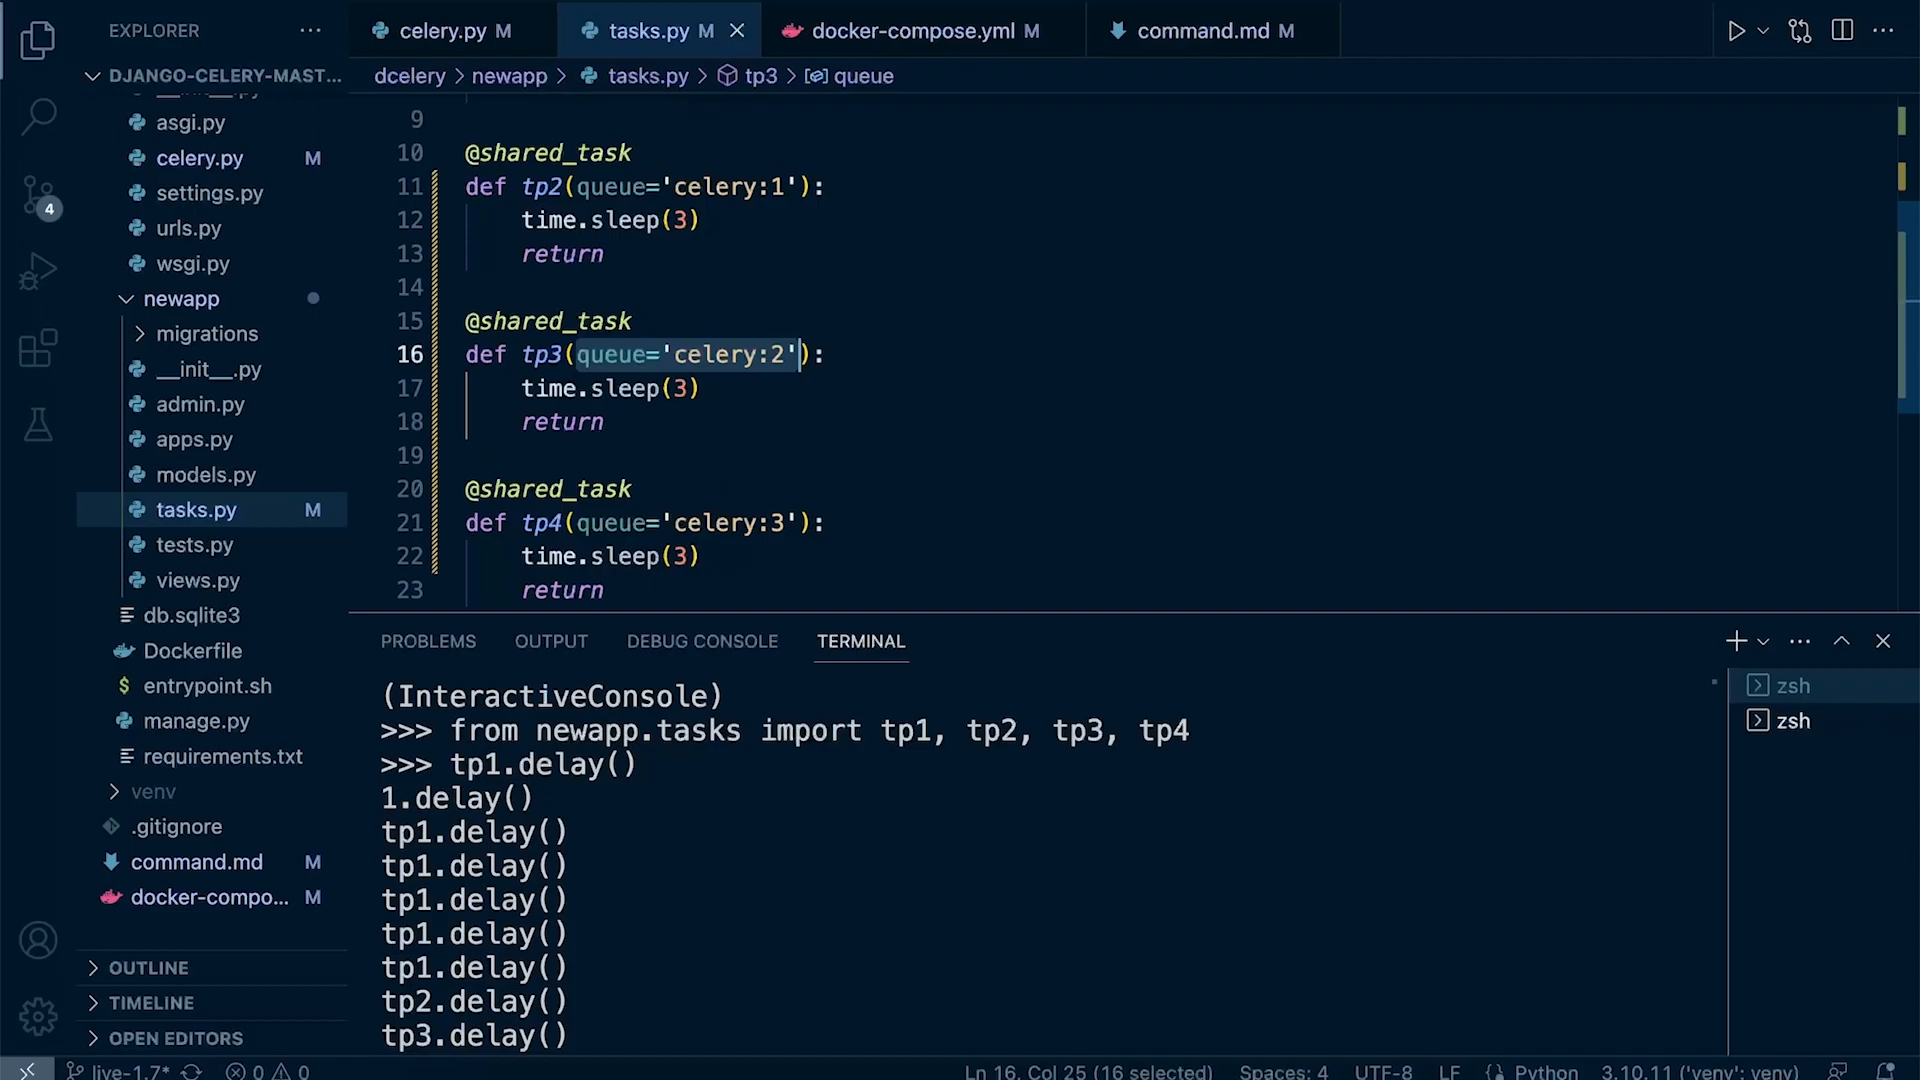 EXPLORER
DJANGO-CELERY-MAST...
asgi.py
celery.py M
settings.py
urls.py
wsgi.py
newapp
migrations
__init__.py
admin.py
apps.py
models.py
tasks.py M
tests.py
views.py
db.sqlite3
Dockerfile
entrypoint.sh
manage.py
requirements.txt
venv
.gitignore
command.md M
docker-compo... M
OUTLINE
TIMELINE
OPEN EDITORS
4
celery.py M
tasks.py M
docker-compose.yml M
command.md M
dcelery > newapp > tasks.py > tp3 > queue
9
10 @shared_task
11 def tp2(queue='celery:1'):
12 time.sleep(3)
13 return
14
15 @shared_task
16 def tp3(queue='celery:2'):
17 time.sleep(3)
18 return
19
20 @shared_task
21 def tp4(queue='celery:3'):
22 time.sleep(3)
23 return
PROBLEMS OUTPUT DEBUG CONSOLE TERMINAL
(InteractiveConsole)
>>> from newapp.tasks import tp1, tp2, tp3, tp4
>>> tp1.delay()
1.delay()
tp1.delay()
tp1.delay()
tp1.delay()
tp1.delay()
tp1.delay()
tp2.delay()
tp3.delay()
zsh
zsh
live-1.7* 0 0 Ln 16, Col 25 (16 selected) Spaces: 4 UTF-8 LF Python 3.10.11 ('venv': venv)